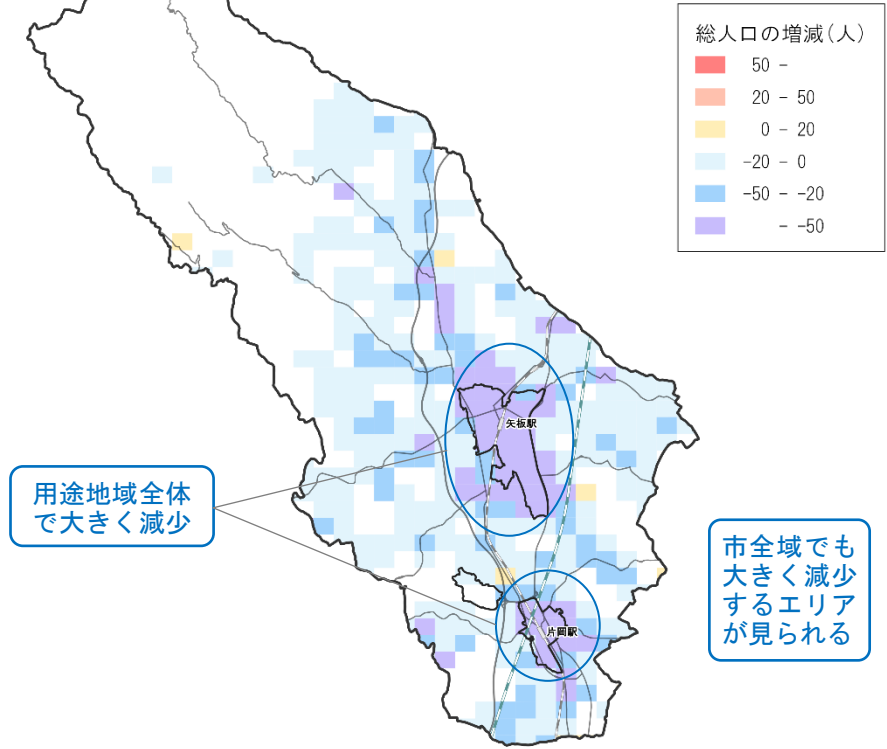 総人口の増減(人)
50 -
20 - 50
0 - 20
-20 - 0
-50 - -20
- -50
矢板駅
用途地域全体
で大きく減少
市全域でも
大きく減少
するエリア
が見られる
片岡駅